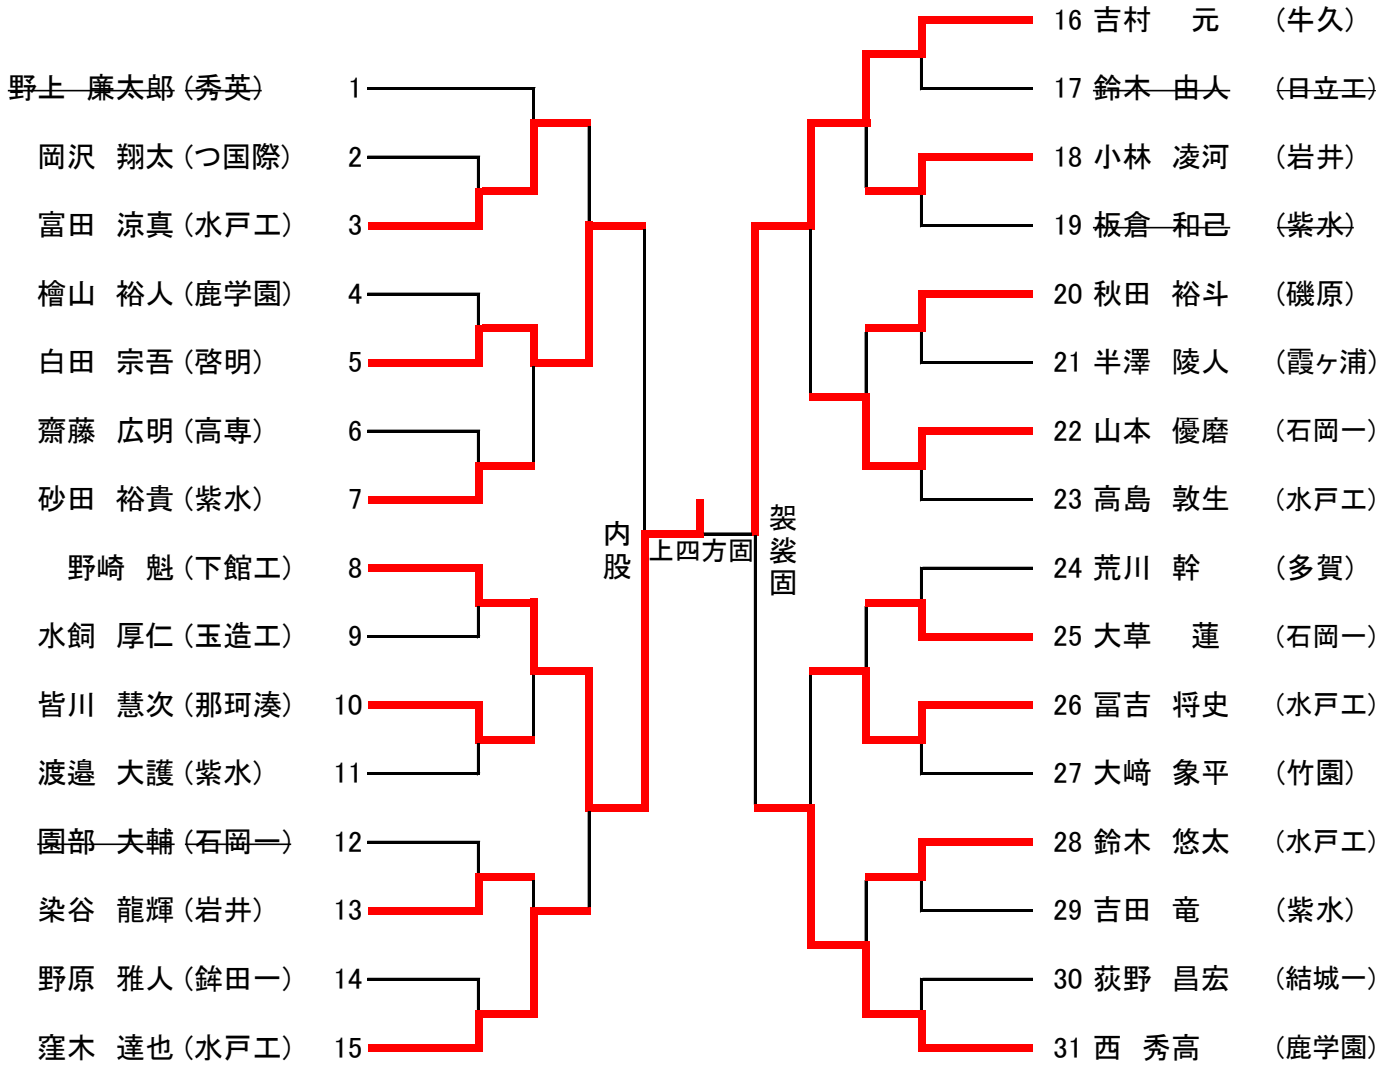 野上 廉太郎 (秀英) 1
岡沢 翔太 (つ国際) 2
富田 涼真 (水戸工) 3
檜山 裕人 (鹿学園) 4
白田 宗吾 (啓明) 5
齋藤 広明 (高専) 6
砂田 裕貴 (紫水) 7
野崎 魁 (下館工) 8
水飼 厚仁 (玉造工) 9
皆川 慧次 (那珂湊) 10
渡邉 大護 (紫水) 11
園部 大輔 (石岡一) 12
染谷 龍輝 (岩井) 13
野原 雅人 (鉾田一) 14
窪木 達也 (水戸工) 15
内股
上四方固
袈裟固
16 吉村 元 (牛久)
17 鈴木 由人 (日立工)
18 小林 凌河 (岩井)
19 板倉 和己 (紫水)
20 秋田 裕斗 (磯原)
21 半澤 陵人 (霞ヶ浦)
22 山本 優磨 (石岡一)
23 高島 敦生 (水戸工)
24 荒川 幹 (多賀)
25 大草 蓮 (石岡一)
26 冨吉 将史 (水戸工)
27 大﨑 象平 (竹園)
28 鈴木 悠太 (水戸工)
29 吉田 竜 (紫水)
30 荻野 昌宏 (結城一)
31 西 秀高 (鹿学園)